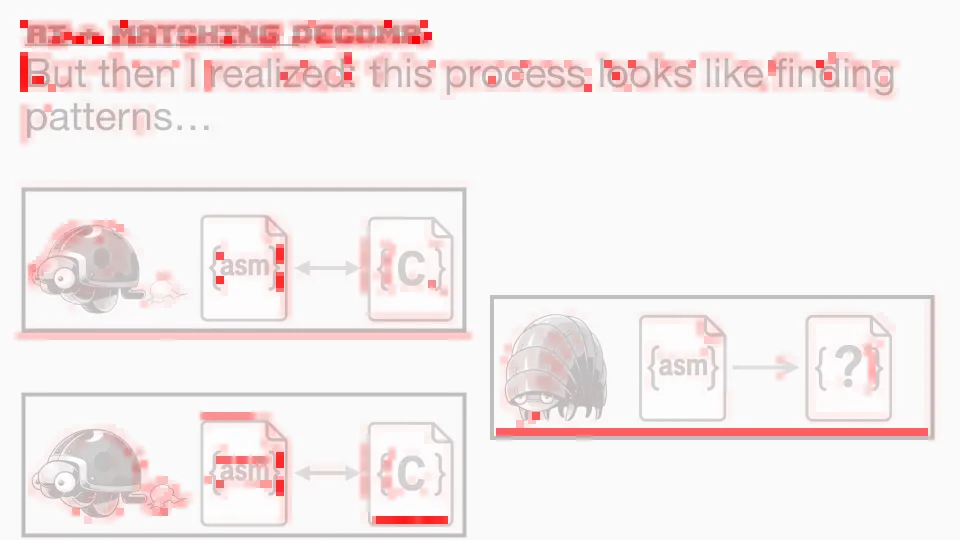 AI + MATCHING DECOMP.
But then I realized: this process looks like finding
patterns...
{asm}
{C}
{asm}
{?}
{asm}
{C}